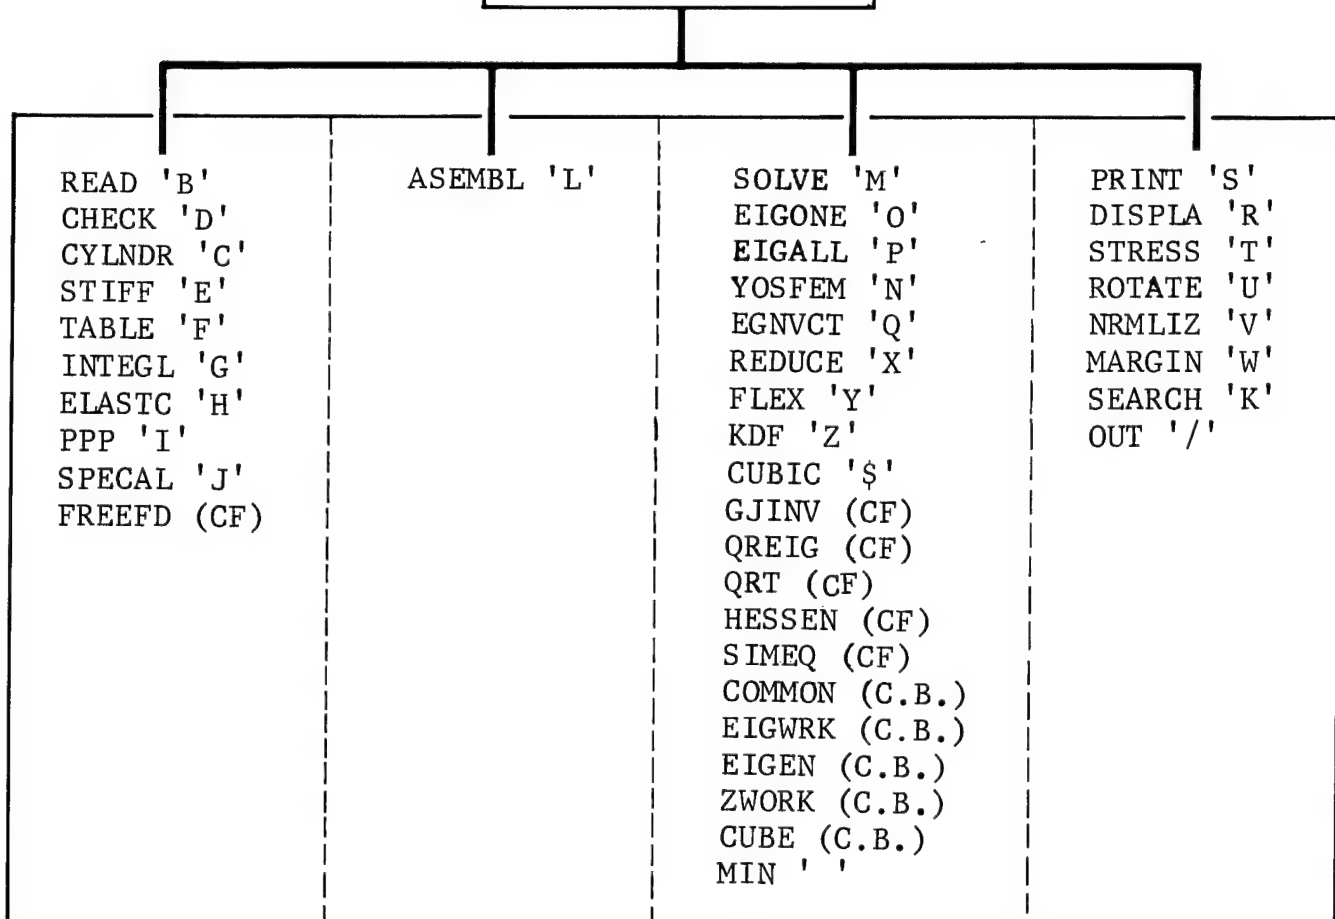 READ 'B'
CHECK 'D'
CYLNDR 'C'
STIFF 'E'
TABLE 'F'
INTEGL 'G'
ELASTC 'H'
PPP 'I'
SPECAL 'J'
FREEFD (CF)
ASEMBL 'L'
SOLVE 'M'
EIGONE 'O'
EIGALL 'P'
YOSFEM 'N'
EGNVCT 'Q'
REDUCE 'X'
FLEX 'Y'
KDF 'Z'
CUBIC '$'
GJINV (CF)
QREIG (CF)
QRT (CF)
HESSEN (CF)
SIMEQ (CF)
COMMON (C.B.)
EIGWRK (C.B.)
EIGEN (C.B.)
ZWORK (C.B.)
CUBE (C.B.)
MIN ' '
PRINT 'S'
DISPLA 'R'
STRESS 'T'
ROTATE 'U'
NRMLIZ 'V'
MARGIN 'W'
SEARCH 'K'
OUT '/'